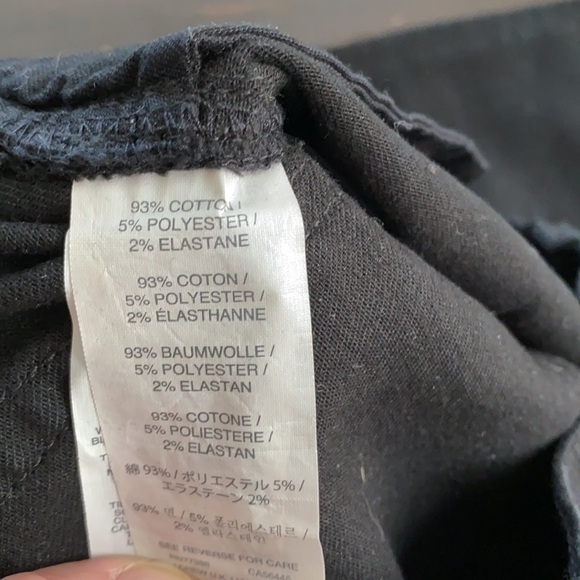 93% COTTON /
5% POLYESTER /
2% ELASTANE
93% COTON /
5% POLYESTER /
2% ÉLASTHANNE
93% BAUMWOLLE /
5% POLYESTER /
2% ELASTAN
93% COTONE /
5% POLIESTERE /
2% ELASTAN
綿 93% / ポリエステル 5% /
エラステーン 2%
93% 면 / 5% 폴리에스테르 /
2% 엘라스테인
SEE REVERSE FOR CARE